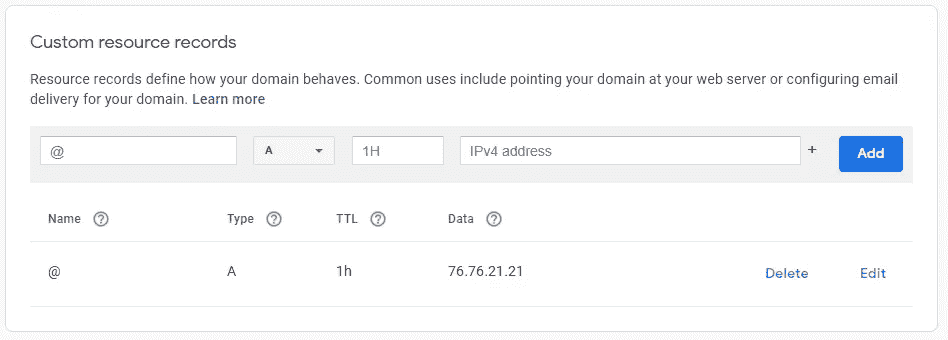 Custom resource records
Resource records define how your domain behaves. Common uses include pointing your domain at your web server or configuring email
delivery for your domain. Learn more
@ A 1H IPv4 address + Add
Name ? Type ? TTL ? Data ?
@ A 1h 76.76.21.21 Delete Edit